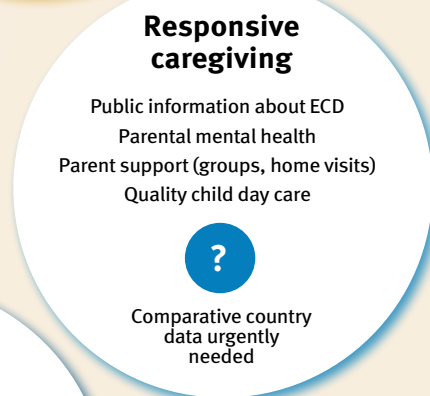 Responsive
caregiving
Public information about ECD
Parental mental health
Parent support (groups, home visits)
Quality child day care
?
Comparative country
data urgently
needed